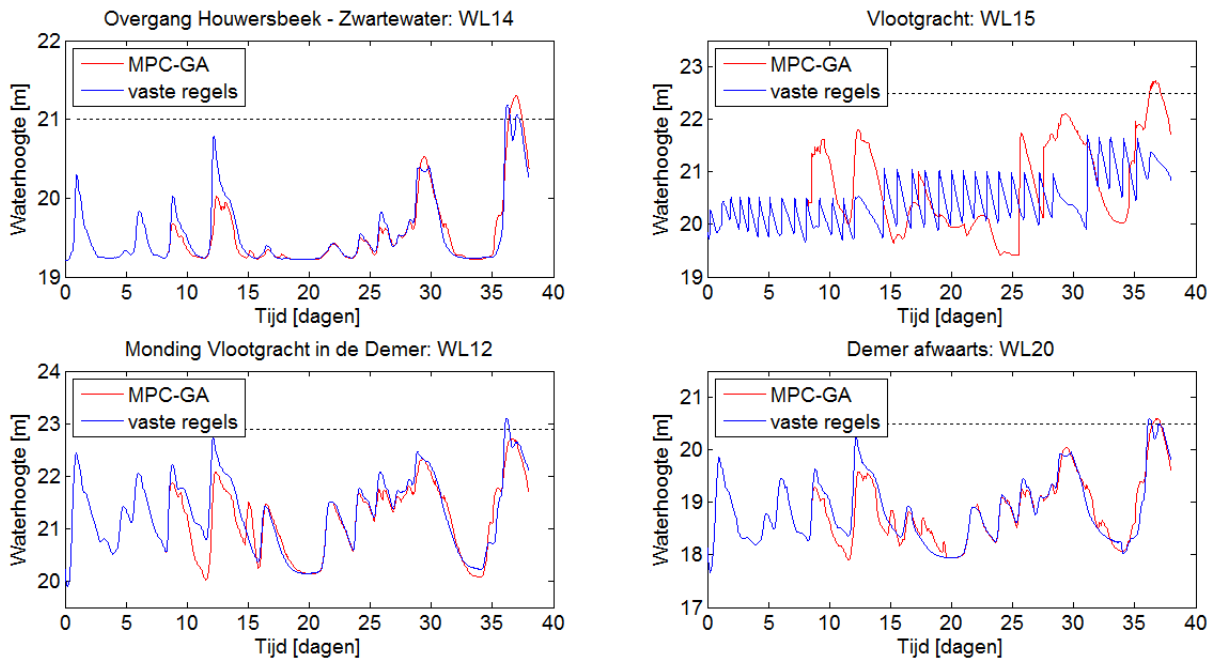 Overgang Houwersbeek - Zwartewater: WL14
Waterhoogte [m]
22
21
20
19
MPC-GA
vaste regels
0 5 10 15 20 25 30 35 40
Tijd [dagen]
Vlootgracht: WL15
Waterhoogte [m]
23
22
21
20
19
MPC-GA
vaste regels
0 5 10 15 20 25 30 35 40
Tijd [dagen]
Monding Vlootgracht in de Demer: WL12
Waterhoogte [m]
24
23
22
21
20
MPC-GA
vaste regels
0 5 10 15 20 25 30 35 40
Tijd [dagen]
Demer afwaarts: WL20
Waterhoogte [m]
21
20
19
18
17
MPC-GA
vaste regels
0 5 10 15 20 25 30 35 40
Tijd [dagen]